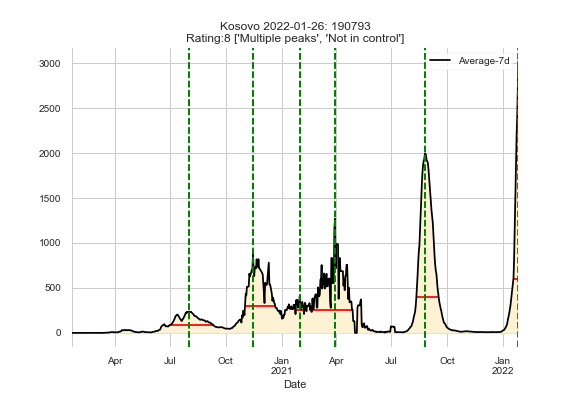 Kosovo 2022-01-26: 190793
Rating:8 ['Multiple peaks', 'Not in control']
Average-7d
3000
2500
2000
1500
1000
500
0
Apr Jul Oct Jan Apr Jul Oct Jan
2021 2022
Date